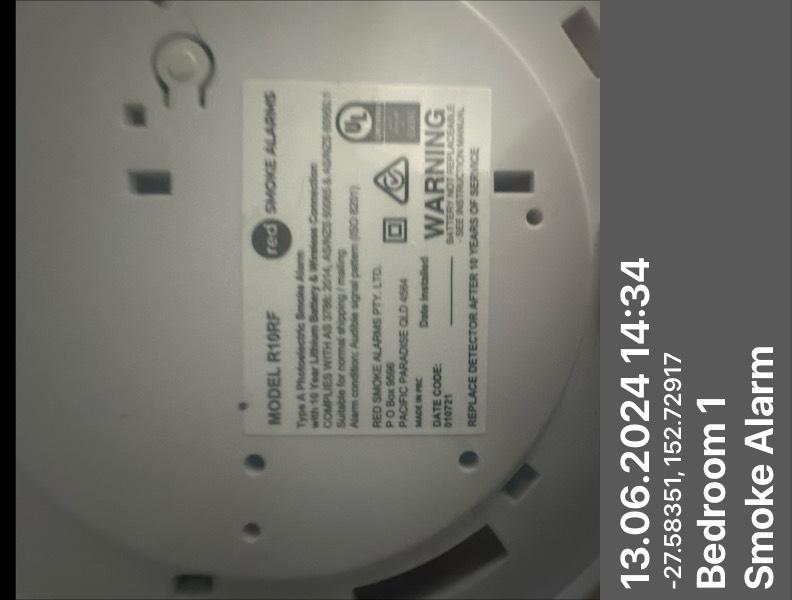 MODEL R10RF
red SMOKE ALARMS
Type A Photoelectric Smoke Alarm
with 10 Year Lithium Battery & Wireless Connection
COMPLIES WITH AS 3786: 2014, AS/NZS 60065 & AS/NZS
Suitable for normal shipping / mailing
Alarm condition: Audible signal pattern (ISO 8201)
RED SMOKE ALARMS PTY. LTD.
P O Box 9596
PACIFIC PARADISE QLD 4564
MADE IN PRC
UL
DATE CODE:
010721
Date installed
WARNING
BATTERY NOT REPLACEABLE
- SEE INSTRUCTION MANUAL
REPLACE DETECTOR AFTER 10 YEARS OF SERVICE
13.06.2024 14:34
-27.58351, 152.72917
Bedroom 1
Smoke Alarm